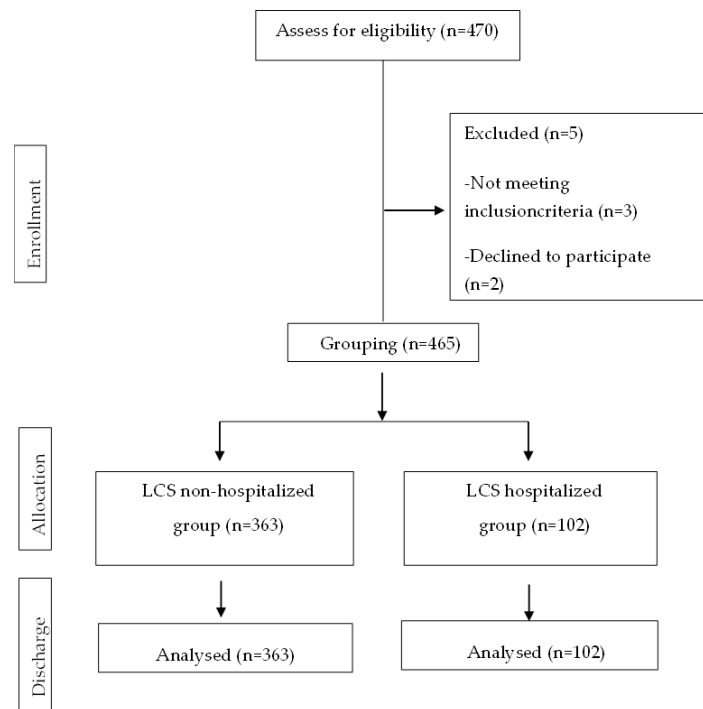 Assess for eligibility (n=470)
Enrollment
Excluded (n=5)
-Not meeting
inclusioncriteria (n=3)
-Declined to participate
(n=2)
Grouping (n=465)
Allocation
LCS non-hospitalized
group (n=363)
LCS hospitalized
group (n=102)
Discharge
Analysed (n=363)
Analysed (n=102)